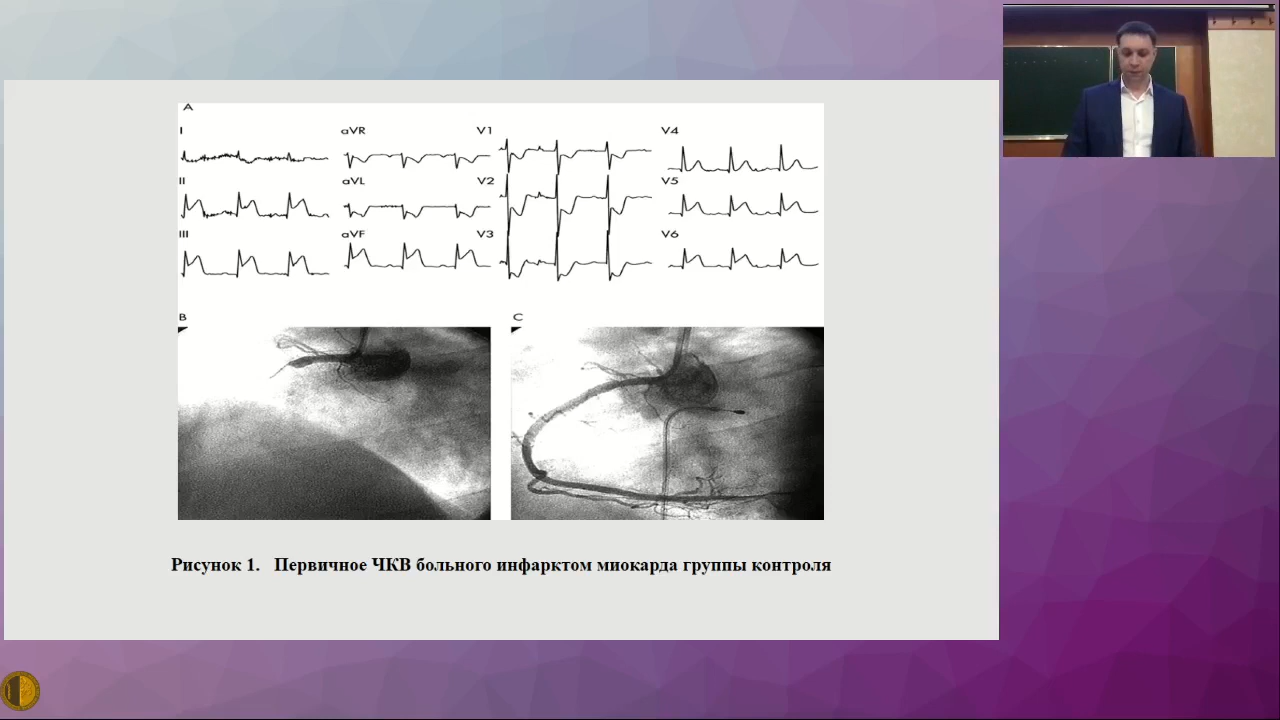 A
I aVR V1 V4
II aVL V2 V5
III aVF V3 V6
B C
Рисунок 1. Первичное ЧКВ больного инфарктом миокарда группы контроля